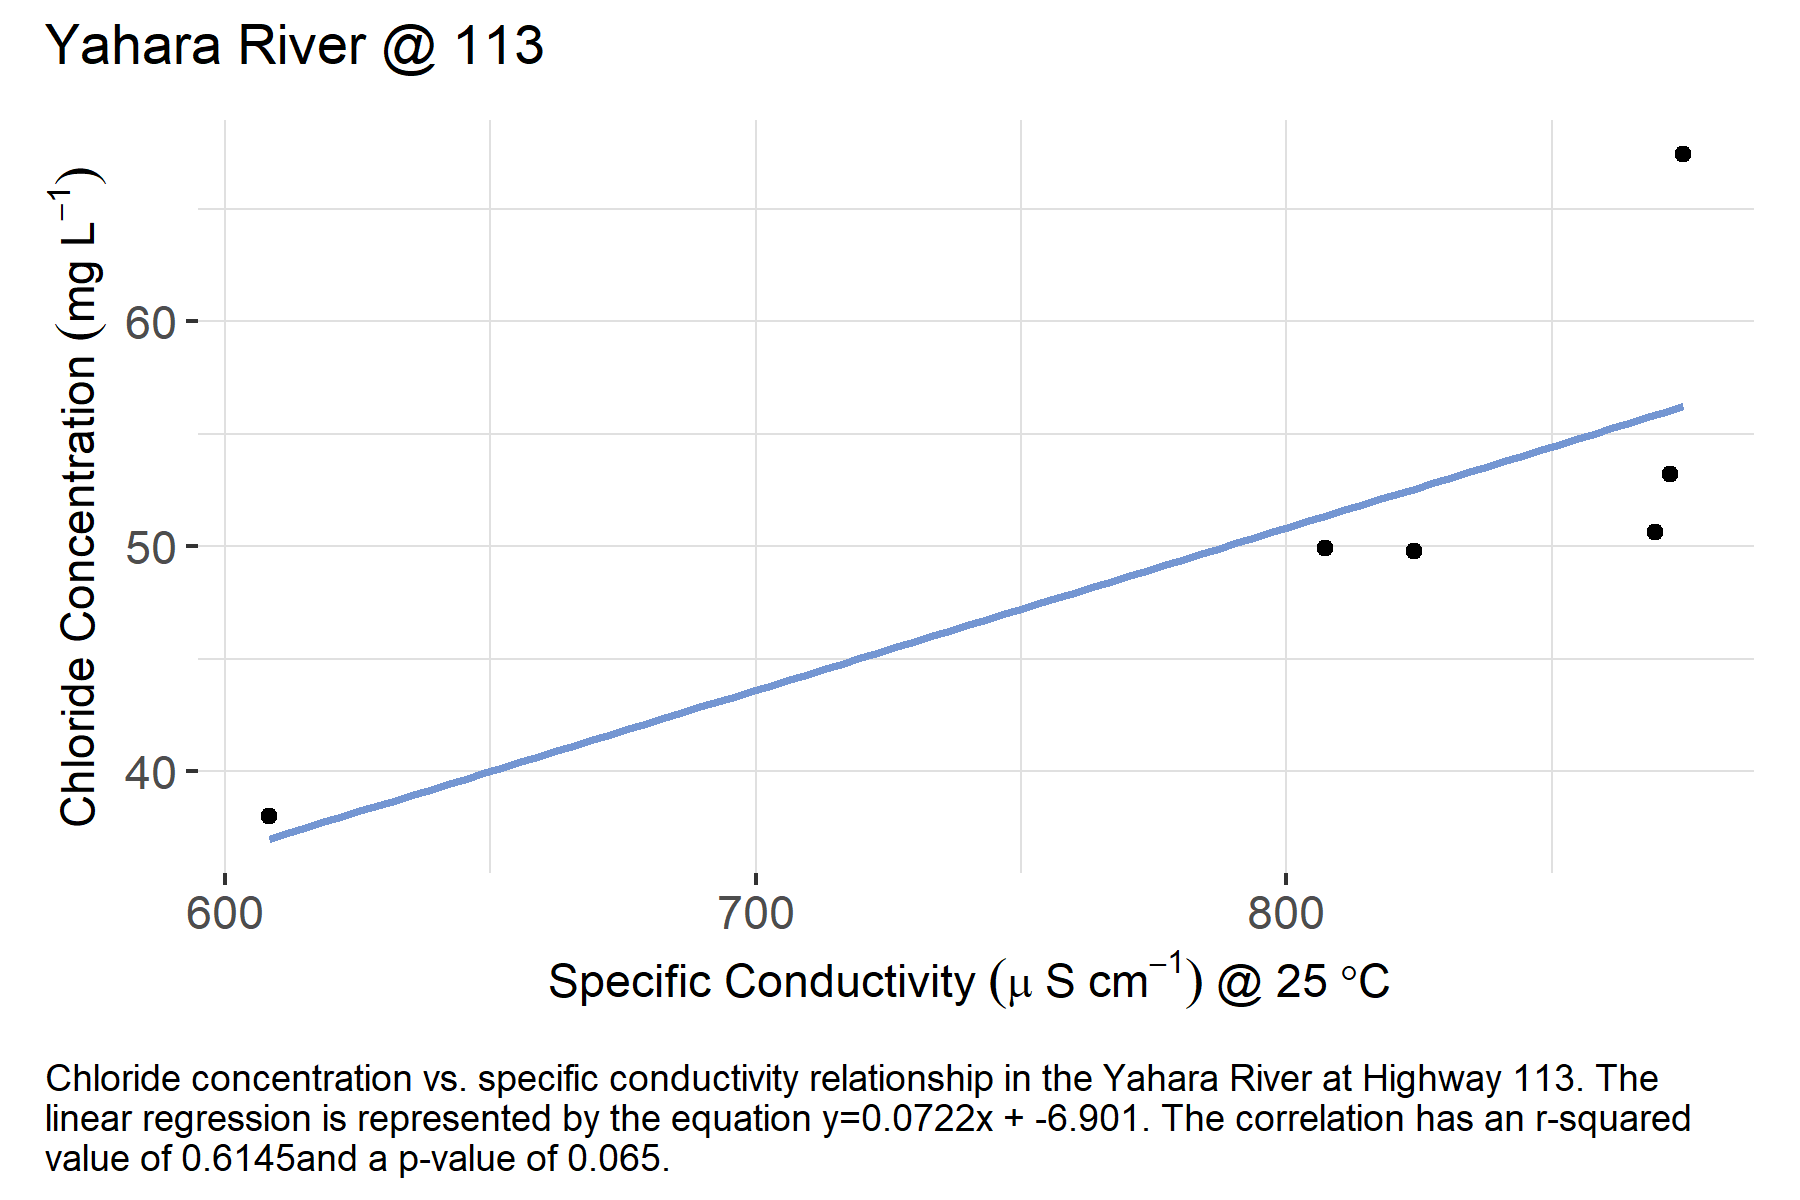 Yahara River @ 113
Chloride Concentration (mg L⁻¹)
60
50
40
600 700 800
Specific Conductivity (μ S cm⁻¹) @ 25 °C
Chloride concentration vs. specific conductivity relationship in the Yahara River at Highway 113. The
linear regression is represented by the equation y=0.0722x + -6.901. The correlation has an r-squared
value of 0.6145and a p-value of 0.065.